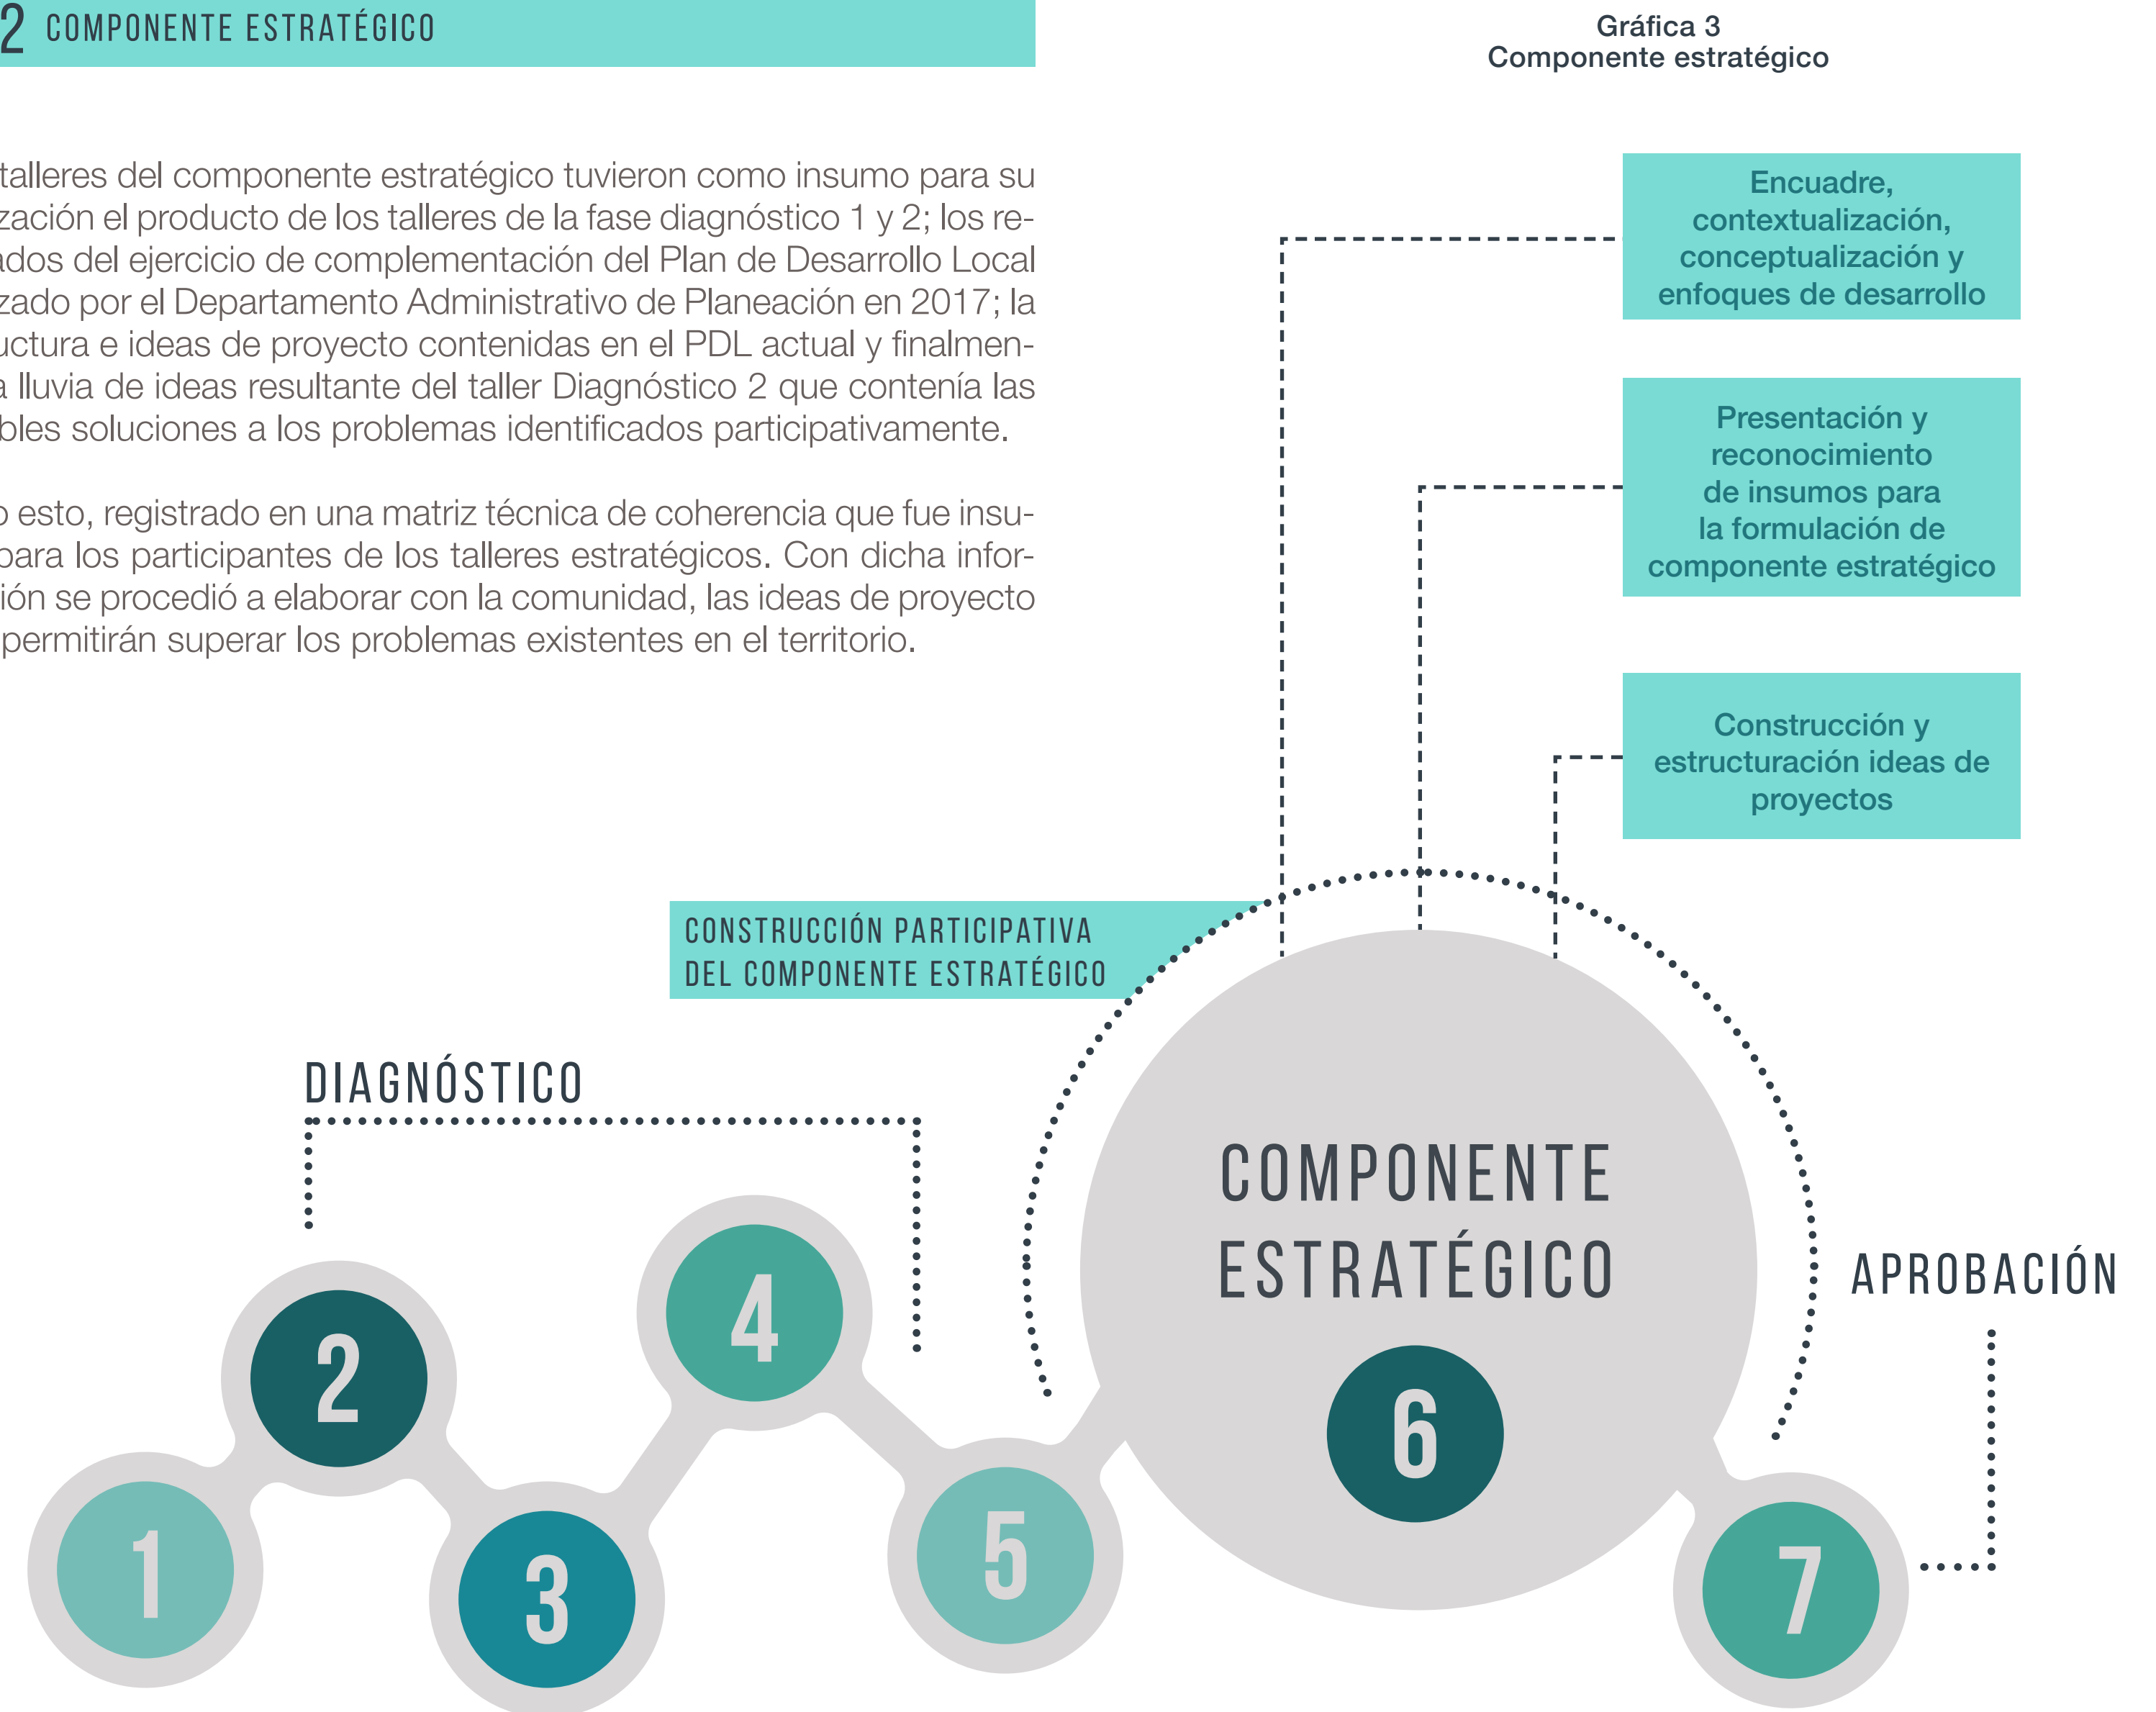 2 COMPONENTE ESTRATÉGICO
talleres del componente estratégico tuvieron como insumo para su
zación el producto de los talleres de la fase diagnóstico 1 y 2; los re-
ados del ejercicio de complementación del Plan de Desarrollo Local
zado por el Departamento Administrativo de Planeación en 2017; la
uctura e ideas de proyecto contenidas en el PDL actual y finalmen-
a lluvia de ideas resultante del taller Diagnóstico 2 que contenía las
bles soluciones a los problemas identificados participativamente.
o esto, registrado en una matriz técnica de coherencia que fue insu-
para los participantes de los talleres estratégicos. Con dicha infor-
ión se procedió a elaborar con la comunidad, las ideas de proyecto
permitirán superar los problemas existentes en el territorio.
Gráfica 3
Componente estratégico
Encuadre,
contextualización,
conceptualización y
enfoques de desarrollo
Presentación y
reconocimiento
de insumos para
la formulación de
componente estratégico
Construcción y
estructuración ideas de
proyectos
CONSTRUCCIÓN PARTICIPATIVA
DEL COMPONENTE ESTRATÉGICO
DIAGNÓSTICO
COMPONENTE
ESTRATÉGICO
APROBACIÓN
1
2
3
4
5
6
7